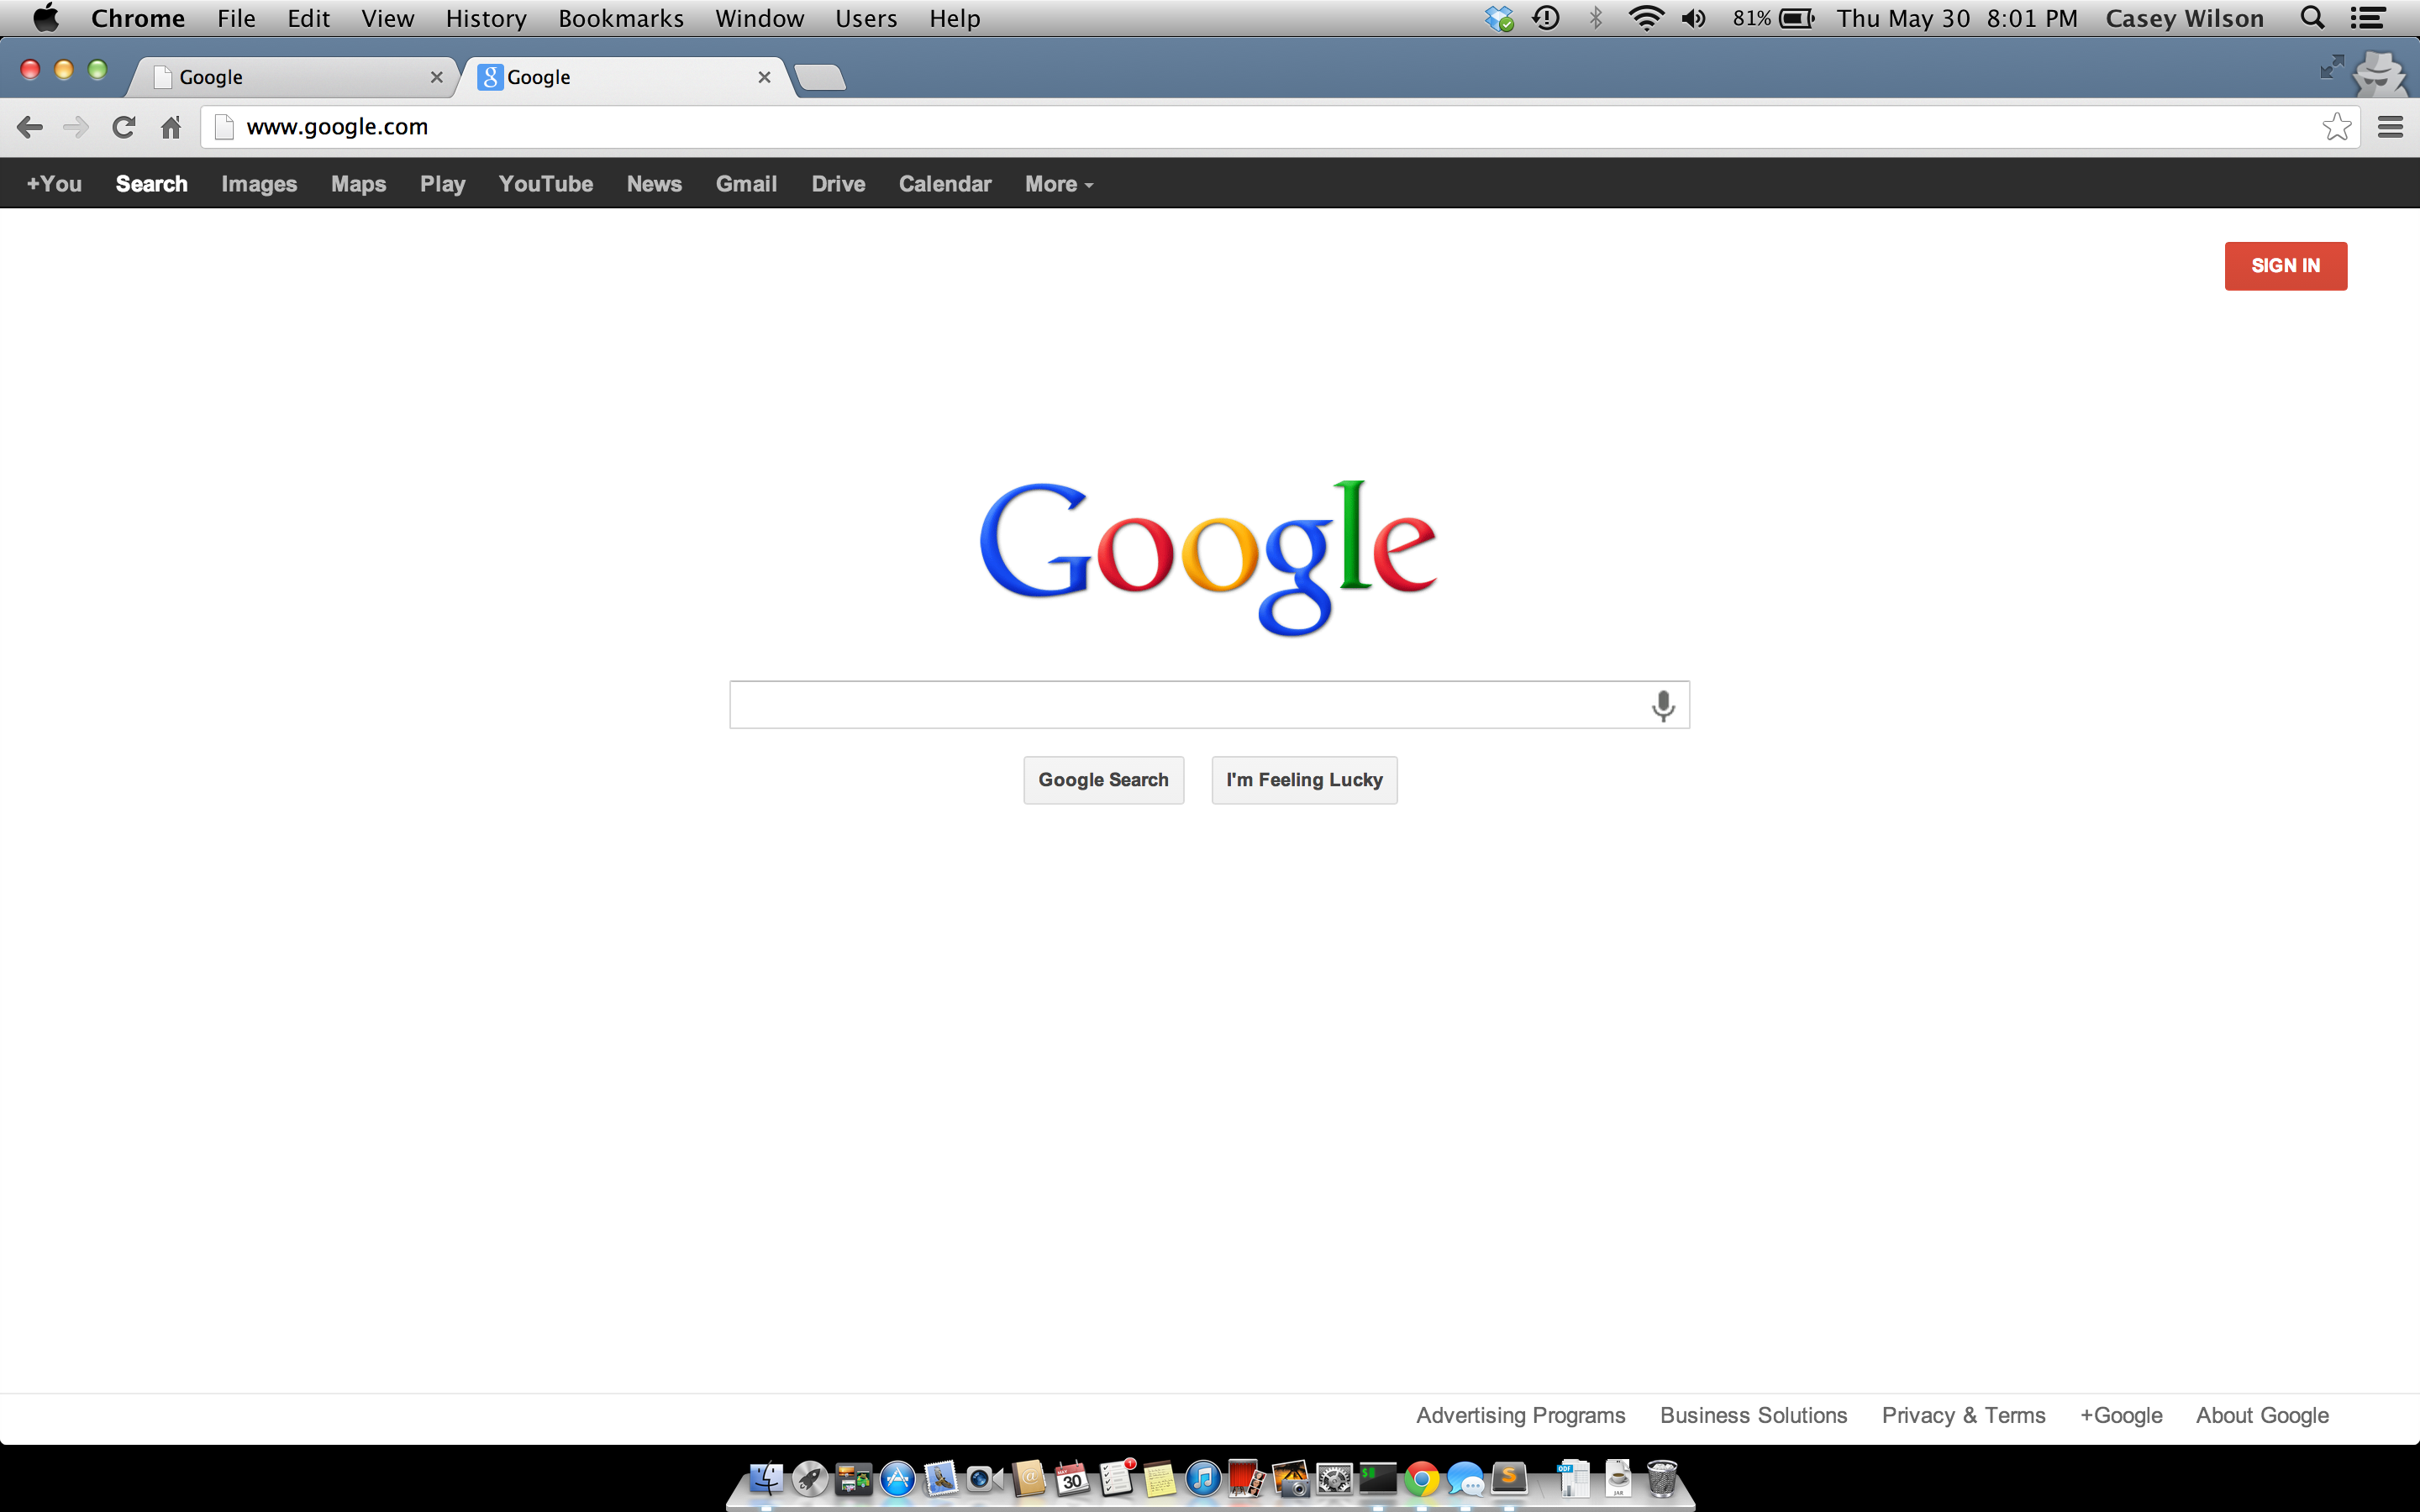 Chrome File Edit View History Bookmarks Window Users Help 81% Thu May 30 8:01 PM Casey Wilson
Google Google
www.google.com
+You Search Images Maps Play YouTube News Gmail Drive Calendar More
SIGN IN
Google
Google Search I'm Feeling Lucky
Advertising Programs Business Solutions Privacy & Terms +Google About Google
30